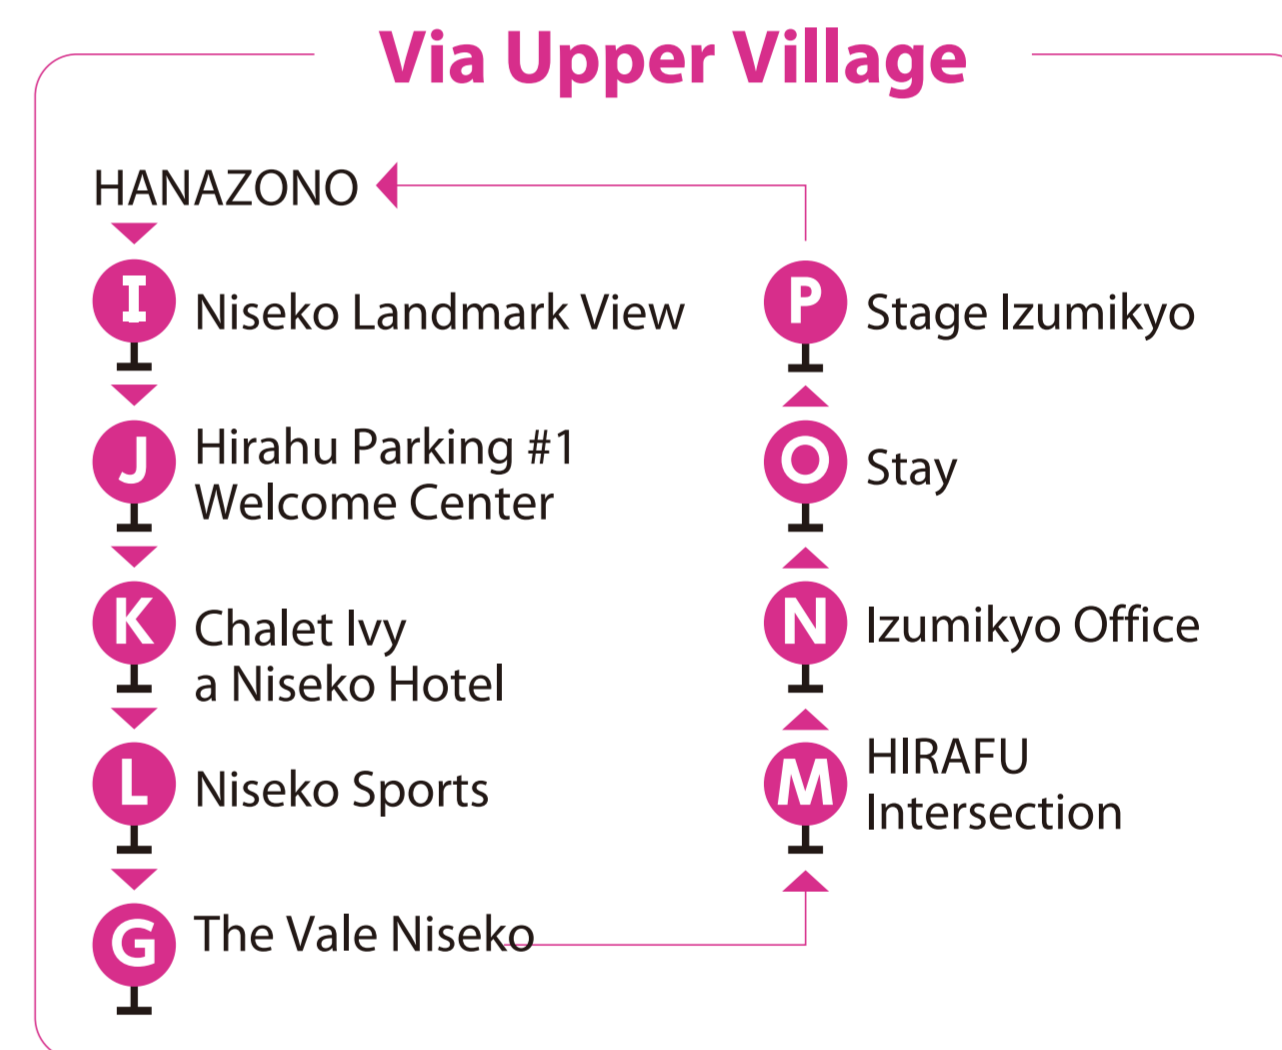 Via Upper Village
HANAZONO
I Niseko Landmark View
J Hirahu Parking #1
Welcome Center
K Chalet Ivy
a Niseko Hotel
L Niseko Sports
G The Vale Niseko
P Stage Izumikyo
O Stay
N Izumikyo Office
M HIRAFU
Intersection